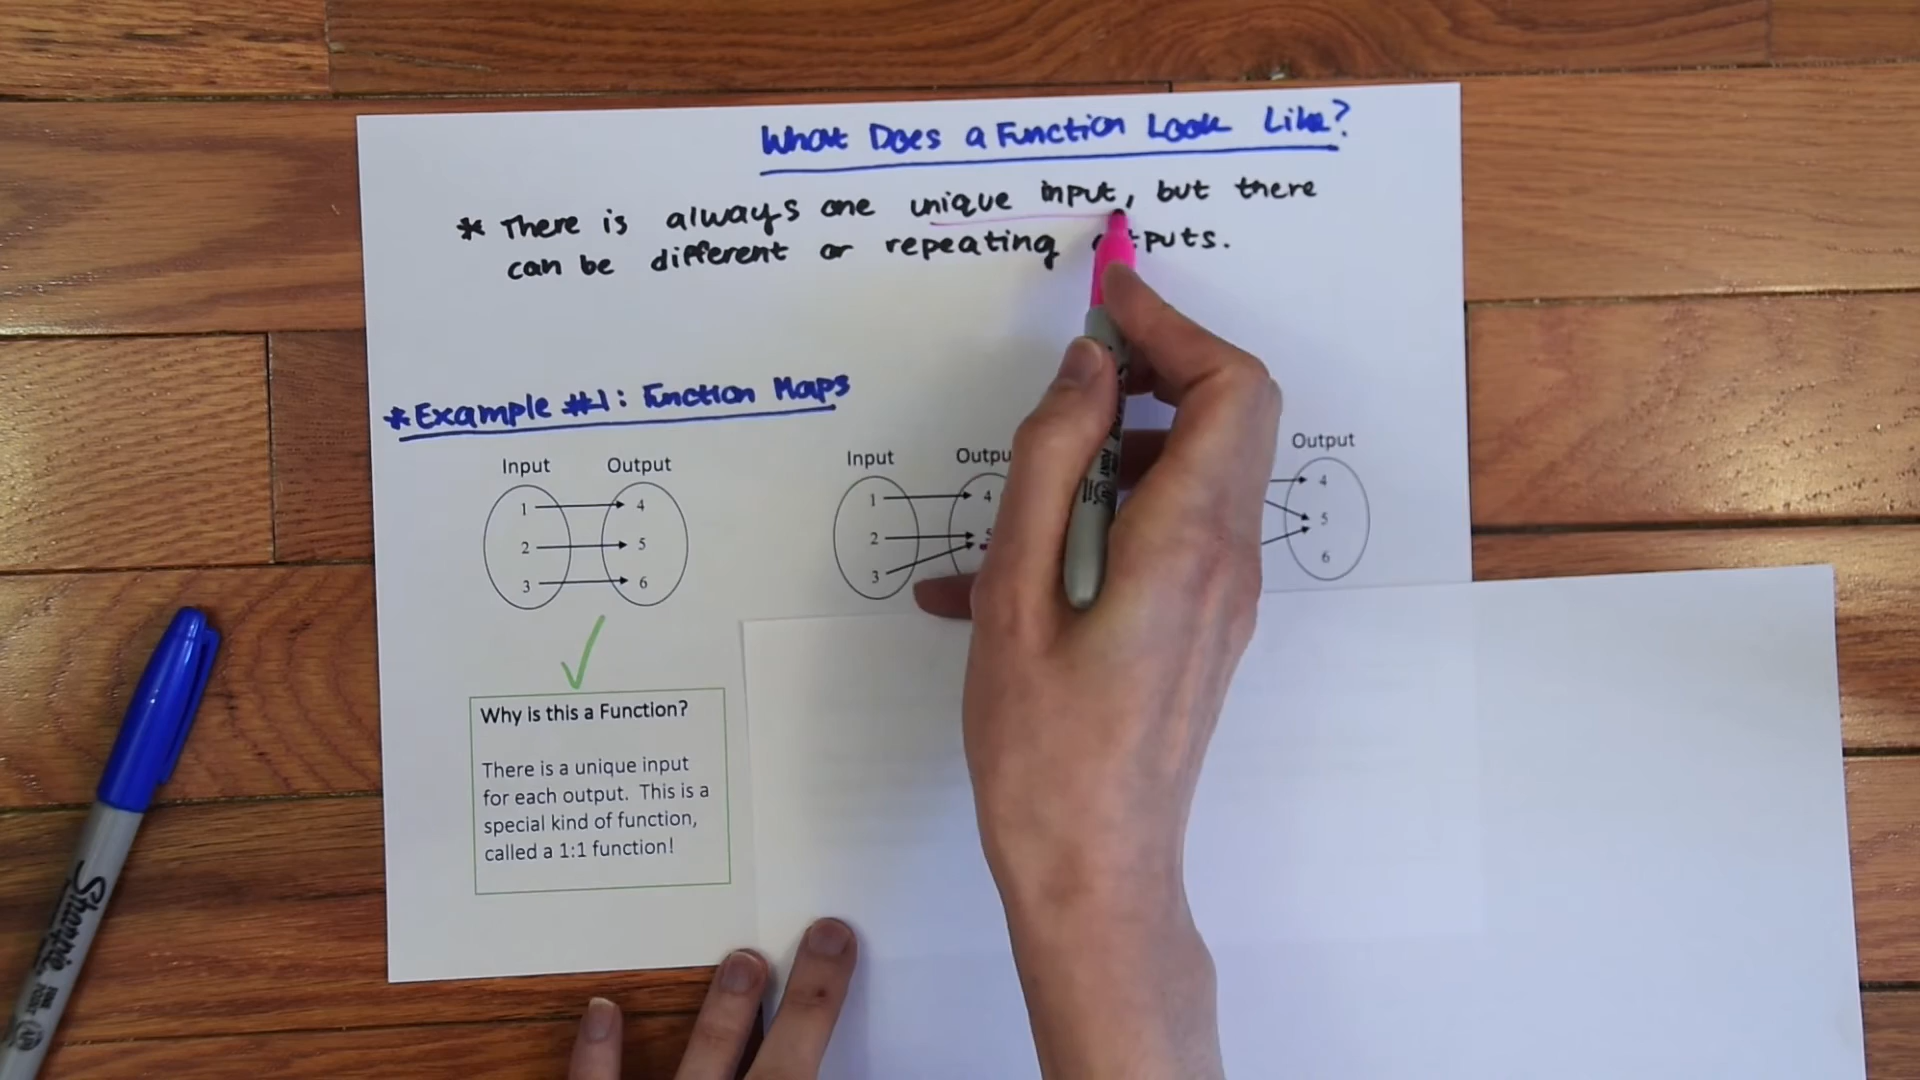 What Does a Function Look Like?
* There is always one unique input, but there
can be different or repeating outputs.
*Example #1: Function Maps
Input Output
1 4
2 5
3 6
Input
1 4
2 5
3
Output
4
5
6
Why is this a Function?
There is a unique input
for each output. This is a
special kind of function,
called a 1:1 function!
Sharpie